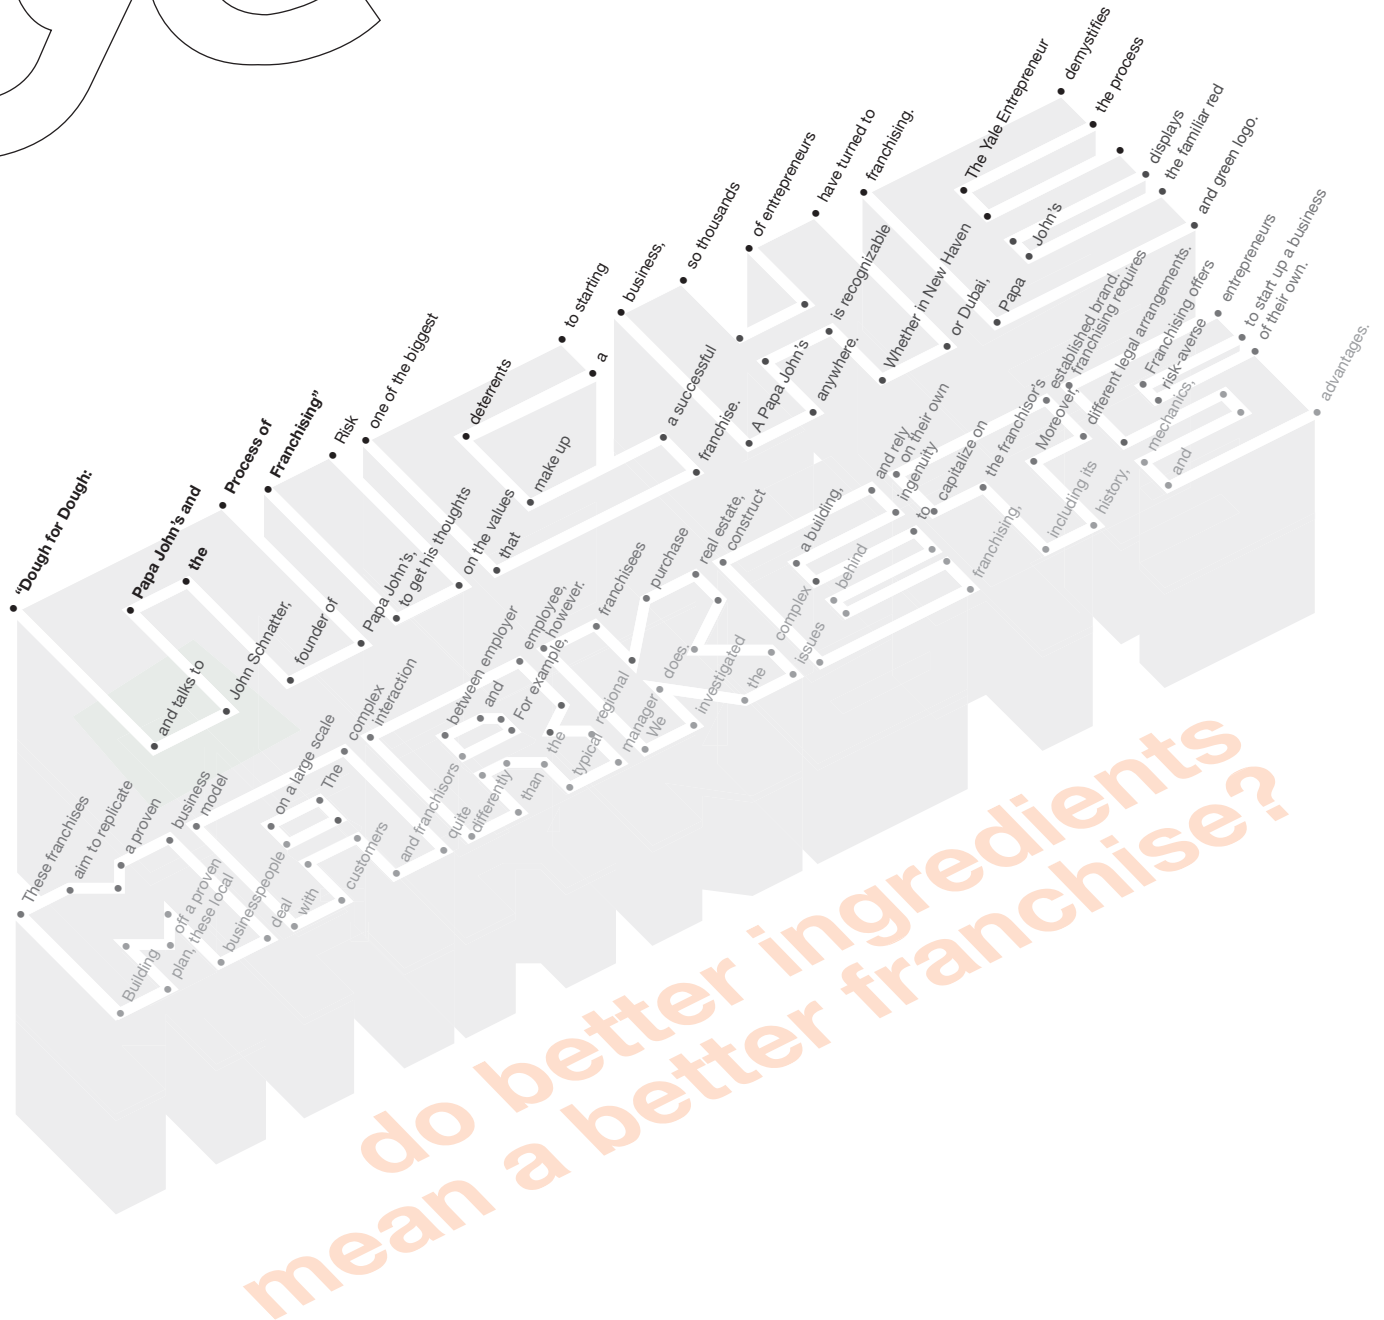 “Dough for Dough:
Papa John’s and
the
Process of
Franchising”
Risk
one of the biggest
deterrents
to starting
a
business,
so thousands
of entrepreneurs
have turned to
franchising.
The Yale Entrepreneur
demystifies
the process
and talks to
John Schnatter,
founder of
Papa John’s,
to get his thoughts
on the values
that
make up
a successful
franchise.
A Papa John’s
is recognizable
anywhere.
Whether in New Haven
or Dubai,
Papa
John’s
displays
the familiar red
and green logo.
These franchises
aim to replicate
a proven
business
model
on a large scale
The
complex
interaction
between employer
and
employee,
however.
For example,
franchisees
purchase
real estate,
construct
a building,
and rely
on their own
ingenuity
to
capitalize on
the franchisor’s
established brand.
Moreover,
franchising requires
different legal arrangements.
Franchising offers
risk-averse
entrepreneurs
to start up a business
of their own.
Building
off a proven
plan, these local
businesspeople
deal
with
customers
and franchisors
quite
differently
than
the
typical
regional
manager
does.
We
investigated
the
complex
issues
behind
franchising,
including its
history,
mechanics,
and
advantages.
do better ingredients
mean a better franchise?